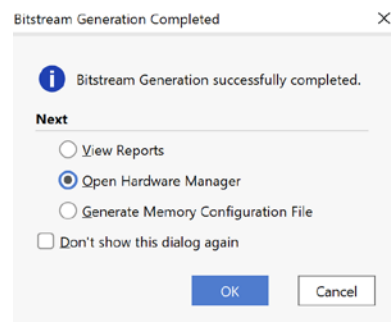 Bitstream Generation Completed
Bitstream Generation successfully completed.
Next
View Reports
Open Hardware Manager
Generate Memory Configuration File
Don't show this dialog again
OK
Cancel